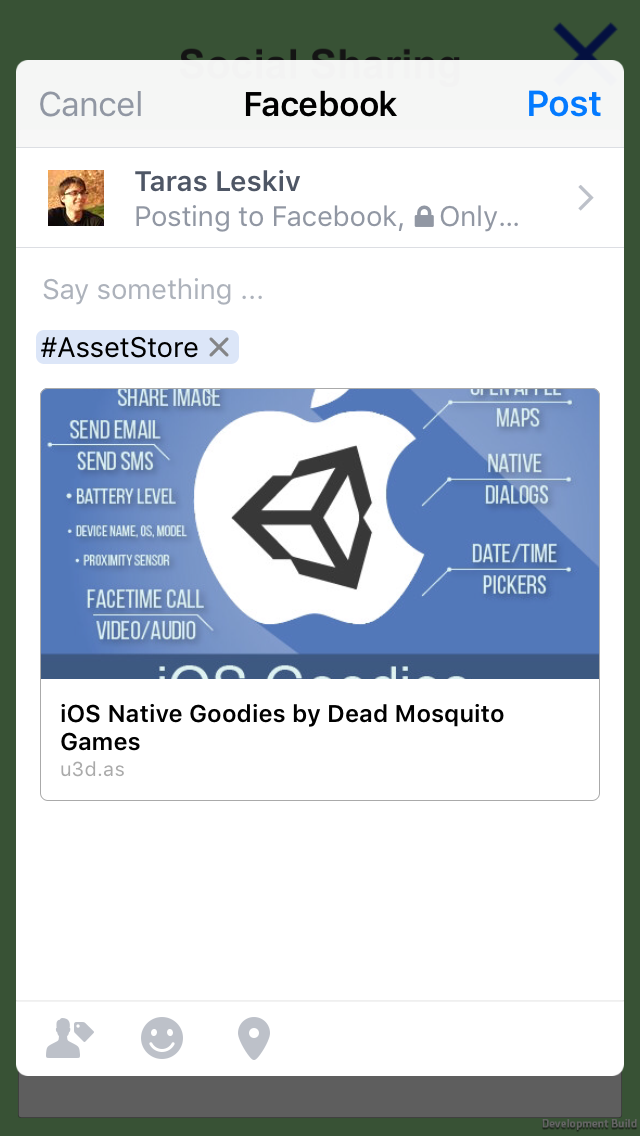 Social Sharing
Cancel
Facebook
Post
Taras Leskiv
Posting to Facebook, Only...
Say something ...
#AssetStore
SHARE IMAGE
SEND EMAIL
SEND SMS
• BATTERY LEVEL
• DEVICE NAME, OS, MODEL
• PROXIMITY SENSOR
FACETIME CALL
VIDEO/AUDIO
OPEN APPLE
MAPS
NATIVE
DIALOGS
DATE/TIME
PICKERS
iOS Goodies
iOS Native Goodies by Dead Mosquito
Games
u3d.as
Development Build